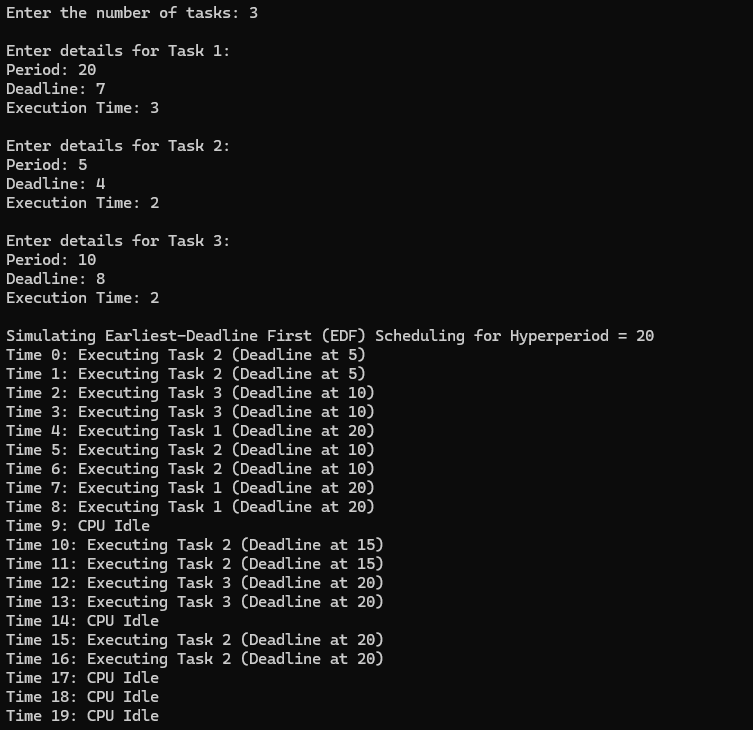 Enter the number of tasks: 3
Enter details for Task 1:
Period: 20
Deadline: 7
Execution Time: 3
Enter details for Task 2:
Period: 5
Deadline: 4
Execution Time: 2
Enter details for Task 3:
Period: 10
Deadline: 8
Execution Time: 2
Simulating Earliest-Deadline First (EDF) Scheduling for Hyperperiod = 20
Time 0: Executing Task 2 (Deadline at 5)
Time 1: Executing Task 2 (Deadline at 5)
Time 2: Executing Task 3 (Deadline at 10)
Time 3: Executing Task 3 (Deadline at 10)
Time 4: Executing Task 1 (Deadline at 20)
Time 5: Executing Task 2 (Deadline at 10)
Time 6: Executing Task 2 (Deadline at 10)
Time 7: Executing Task 1 (Deadline at 20)
Time 8: Executing Task 1 (Deadline at 20)
Time 9: CPU Idle
Time 10: Executing Task 2 (Deadline at 15)
Time 11: Executing Task 2 (Deadline at 15)
Time 12: Executing Task 3 (Deadline at 20)
Time 13: Executing Task 3 (Deadline at 20)
Time 14: CPU Idle
Time 15: Executing Task 2 (Deadline at 20)
Time 16: Executing Task 2 (Deadline at 20)
Time 17: CPU Idle
Time 18: CPU Idle
Time 19: CPU Idle